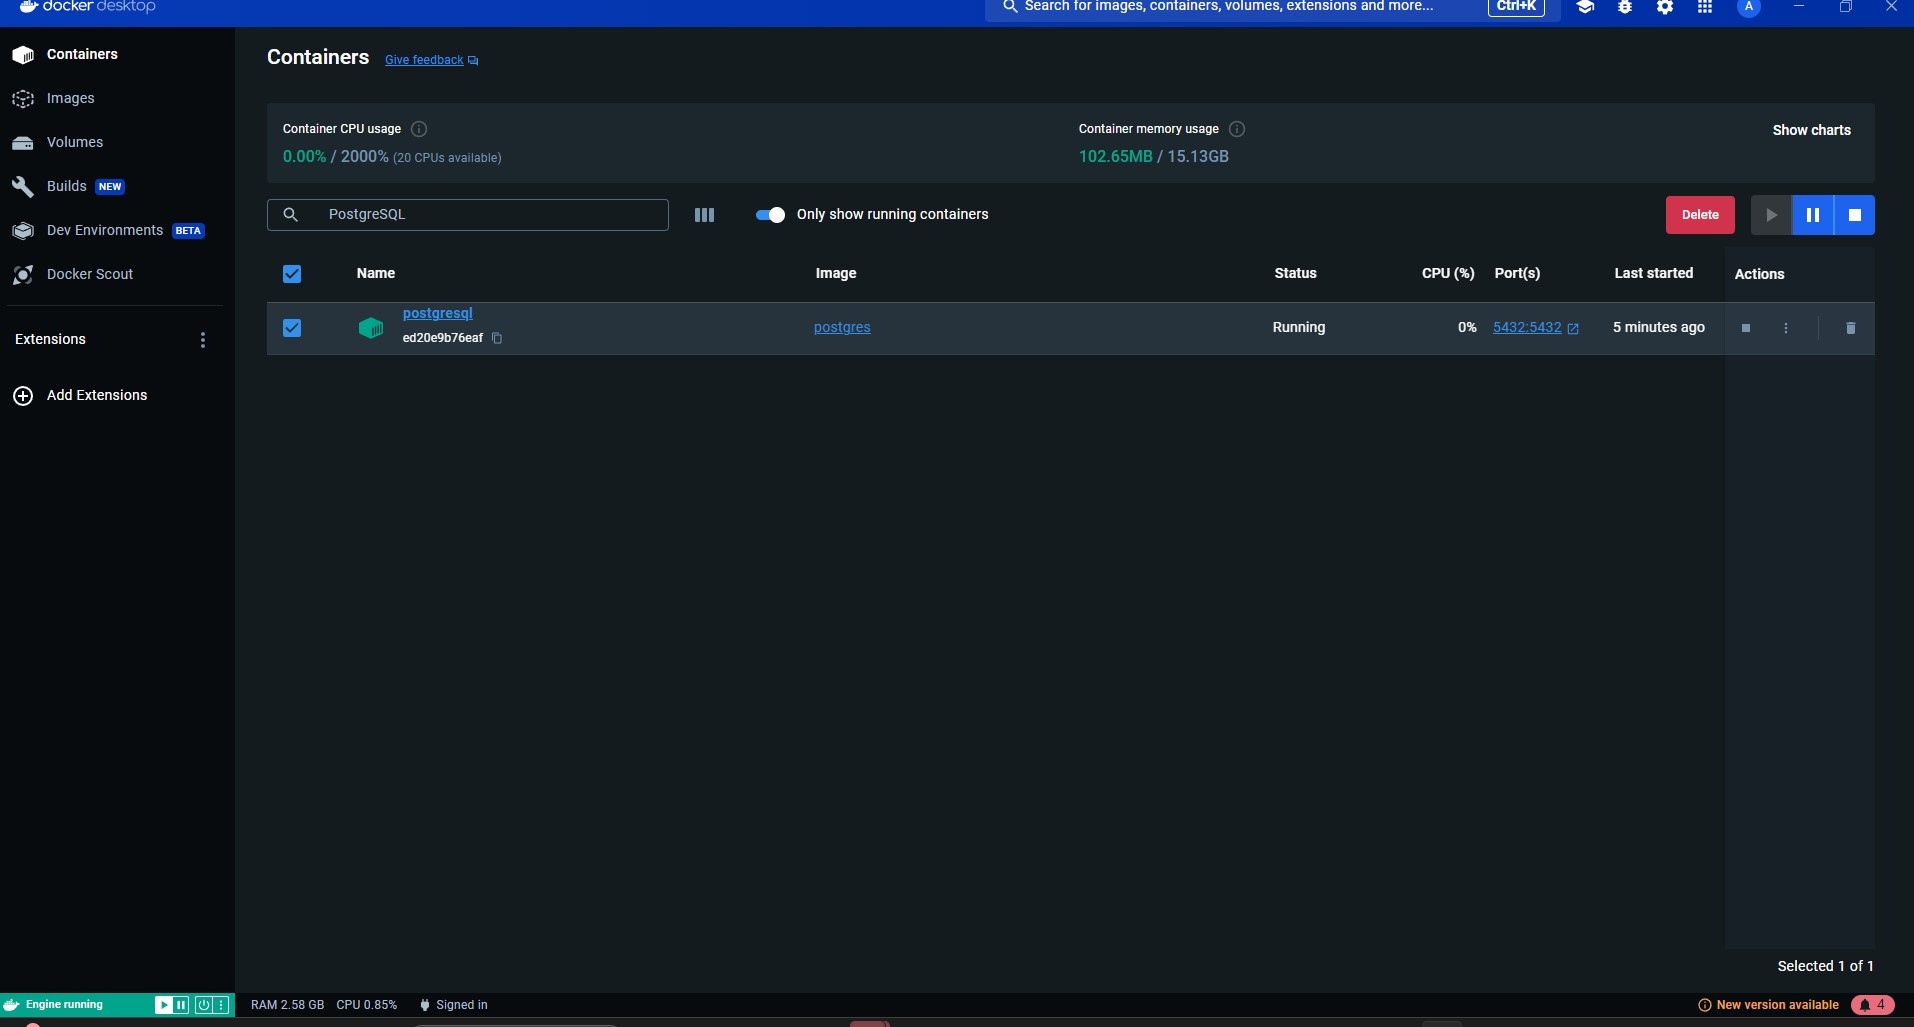 docker desktop
Search for images, containers, volumes, extensions and more...
Ctrl+K
A
Containers
Images
Volumes
Builds NEW
Dev Environments BETA
Docker Scout
Extensions
Add Extensions
Containers Give feedback
Container CPU usage
0.00% / 2000% (20 CPUs available)
Container memory usage
102.65MB / 15.13GB
Show charts
PostgreSQL
Only show running containers
Delete
Name Image Status CPU (%) Port(s) Last started Actions
postgresql
ed20e9b76eaf
postgres
Running
0%
5432:5432
5 minutes ago
Selected 1 of 1
Engine running
RAM 2.58 GB CPU 0.85% Signed in
New version available
4